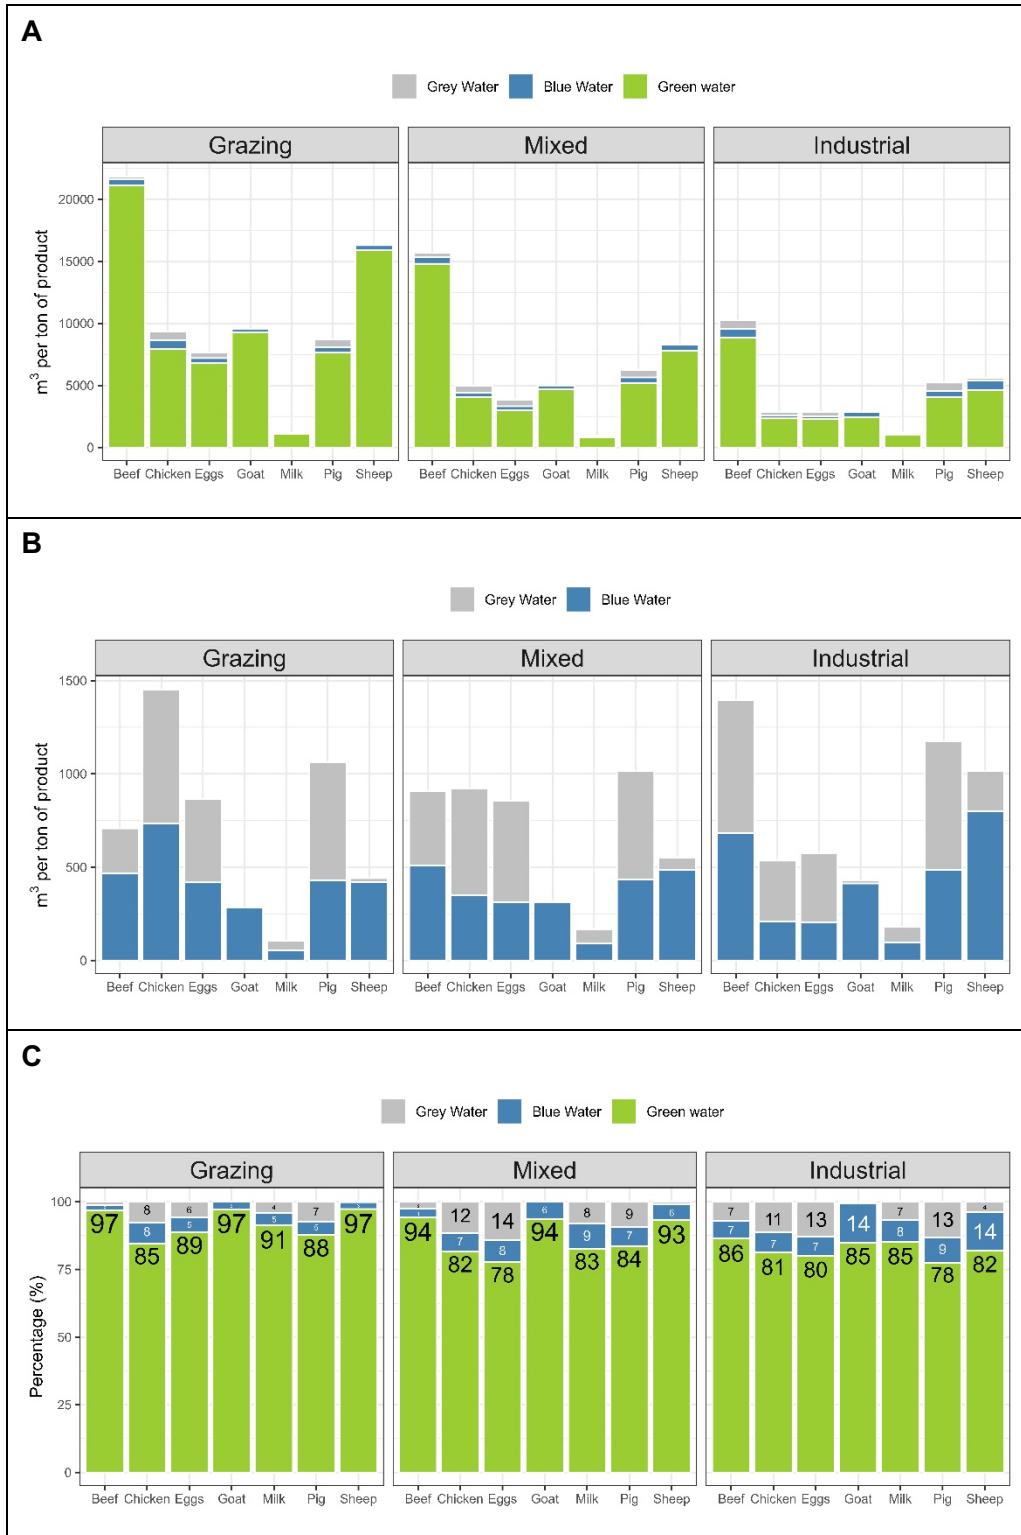 A
Grey Water Blue Water Green water
Grazing Mixed Industrial
m³ per ton of product
20000
15000
10000
5000
0
Beef Chicken Eggs Goat Milk Pig Sheep Beef Chicken Eggs Goat Milk Pig Sheep Beef Chicken Eggs Goat Milk Pig Sheep
B
Grey Water Blue Water
Grazing Mixed Industrial
m³ per ton of product
1500
1000
500
0
Beef Chicken Eggs Goat Milk Pig Sheep Beef Chicken Eggs Goat Milk Pig Sheep Beef Chicken Eggs Goat Milk Pig Sheep
C
Grey Water Blue Water Green water
Grazing Mixed Industrial
Percentage (%)
100
75
50
25
0
8 6 4 7 12 14 8 9 7 11 13 7 13 4
8 5 5 5 7 8 6 9 7 6 7 7 7 14 8 9 14
97 85 89 97 91 88 97 94 82 78 94 83 84 93 86 81 80 85 85 78 82
Beef Chicken Eggs Goat Milk Pig Sheep Beef Chicken Eggs Goat Milk Pig Sheep Beef Chicken Eggs Goat Milk Pig Sheep